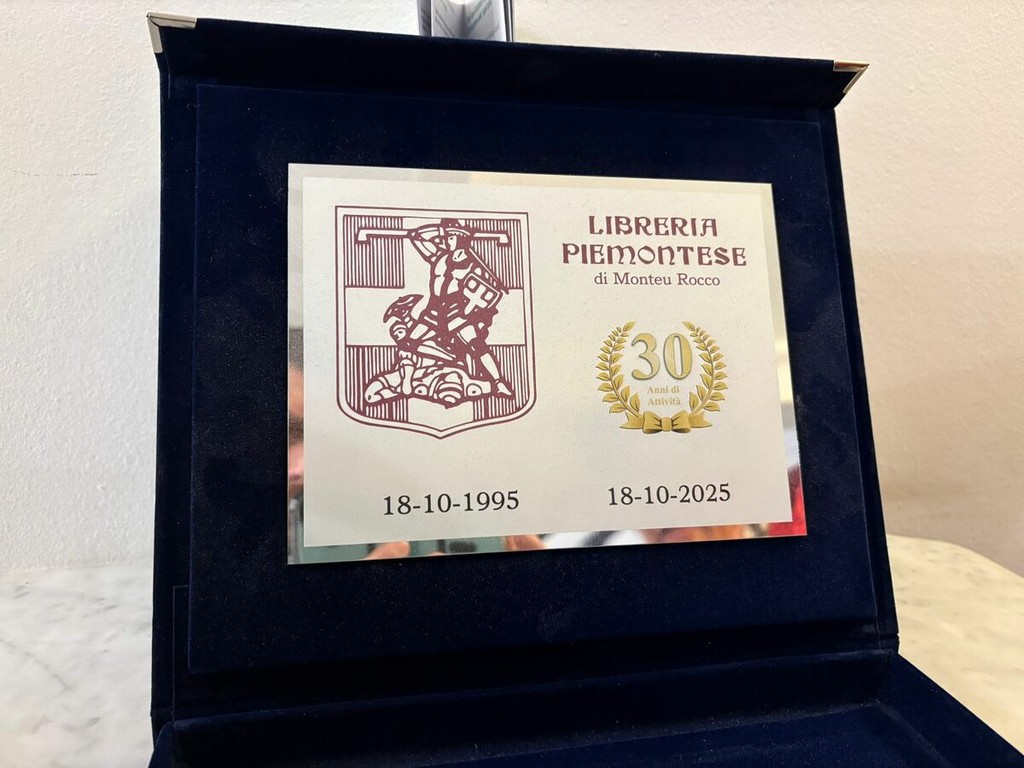 LIBRERIA
PIEMONTESE
di Monteu Rocco
30
Anni di
Attività
18-10-1995
18-10-2025